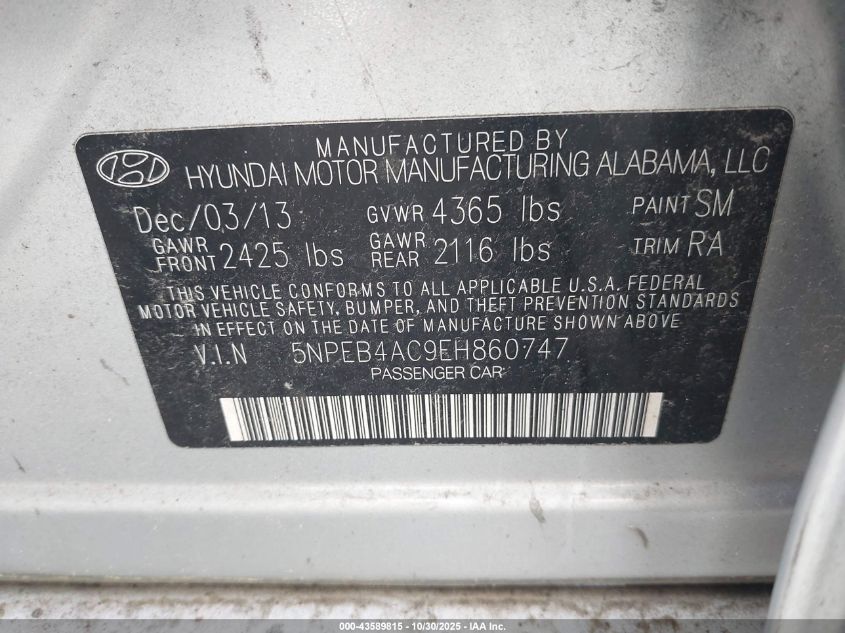 MANUFACTURED BY
HYUNDAI MOTOR MANUFACTURING ALABAMA, LLC
Dec/03/13 GVWR 4365 lbs PAINT SM
GAWR FRONT 2425 lbs GAWR REAR 2116 lbs TRIM RA
THIS VEHICLE CONFORMS TO ALL APPLICABLE U.S.A. FEDERAL
MOTOR VEHICLE SAFETY, BUMPER, AND THEFT PREVENTION STANDARDS
IN EFFECT ON THE DATE OF MANUFACTURE SHOWN ABOVE
V.I.N 5NPEB4AC9EH860747
PASSENGER CAR
000-43589815 - 10/30/2025 - IAA Inc.